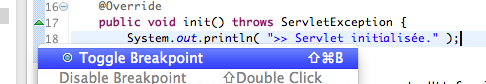 16 @Override
17 public void init() throws ServletException {
18 System.out.println( ">> Servlet initialisée." );
Toggle Breakpoint ⇧⌘B
Disable Breakpoint ⇧Double Click